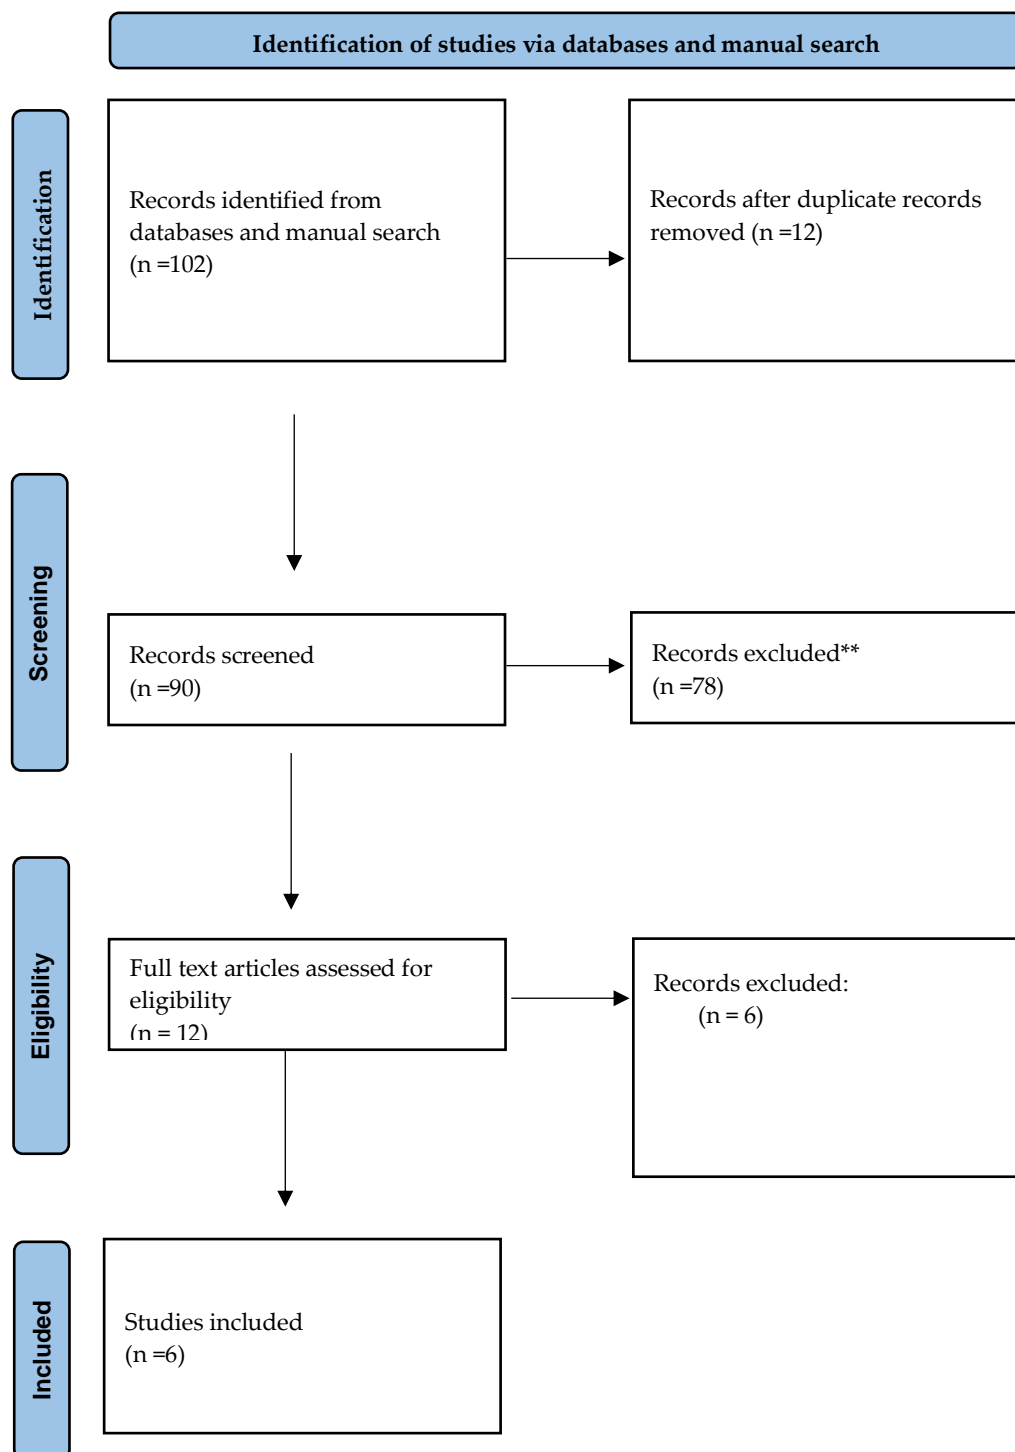 Identification of studies via databases and manual search
Identification
Records identified from
databases and manual search
(n =102)
Records after duplicate records
removed (n =12)
Screening
Records screened
(n =90)
Records excluded**
(n =78)
Eligibility
Full text articles assessed for
eligibility
(n = 12)
Records excluded:
(n = 6)
Included
Studies included
(n =6)